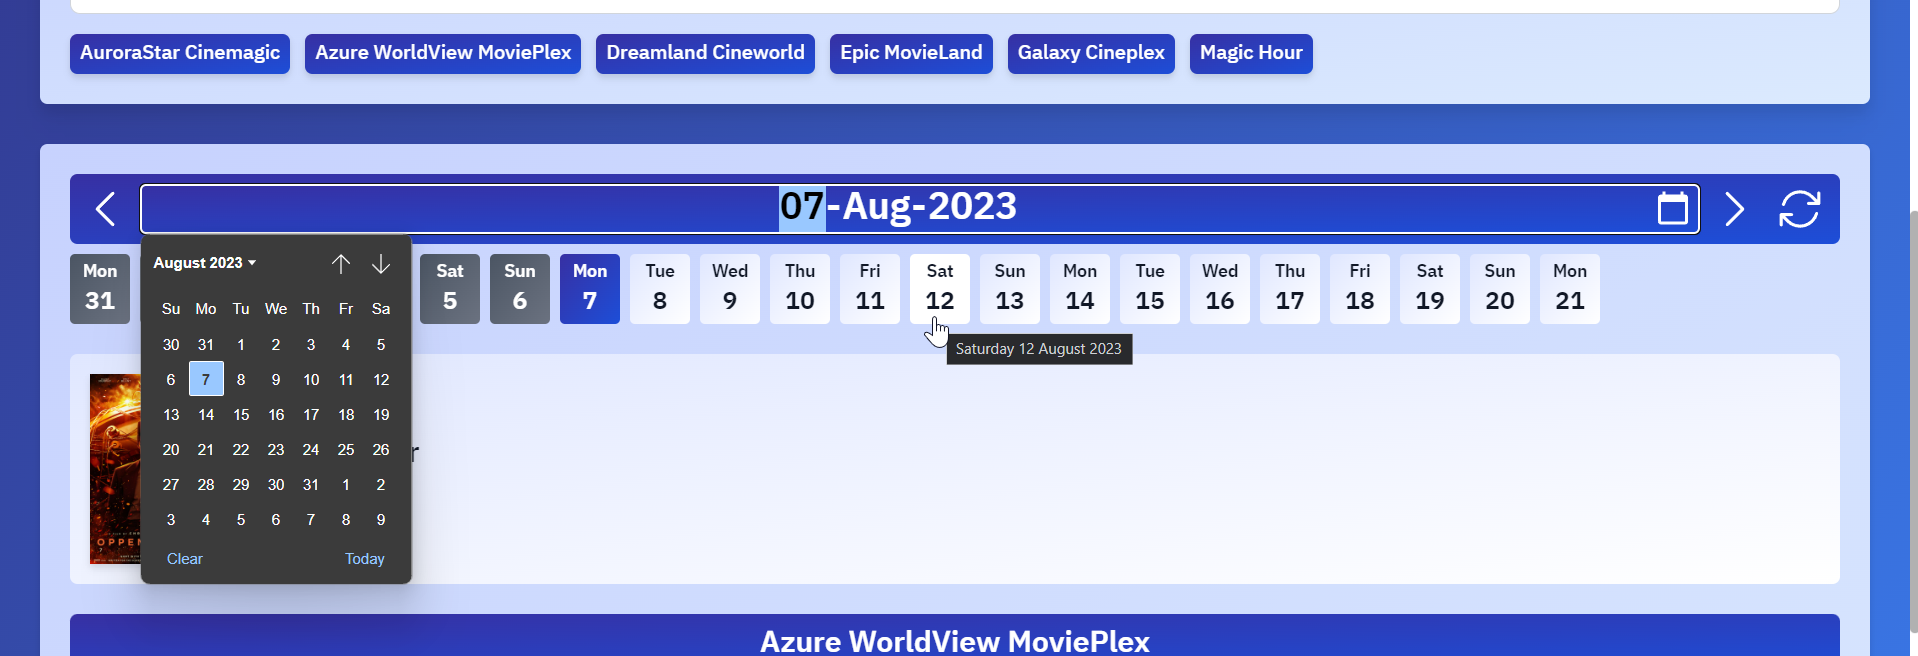 AuroraStar Cinemagic Azure WorldView MoviePlex Dreamland Cineworld Epic MovieLand Galaxy Cineplex Magic Hour
07-Aug-2023
Mon Sat Sun Mon Tue Wed Thu Fri Sat Sun Mon Tue Wed Thu Fri Sat Sun Mon
31 5 6 7 8 9 10 11 12 13 14 15 16 17 18 19 20 21
Saturday 12 August 2023
August 2023
Su Mo Tu We Th Fr Sa
30 31 1 2 3 4 5
6 7 8 9 10 11 12
13 14 15 16 17 18 19
20 21 22 23 24 25 26
27 28 29 30 31 1 2
3 4 5 6 7 8 9
Clear Today
r
OPPEN
Azure WorldView MoviePlex